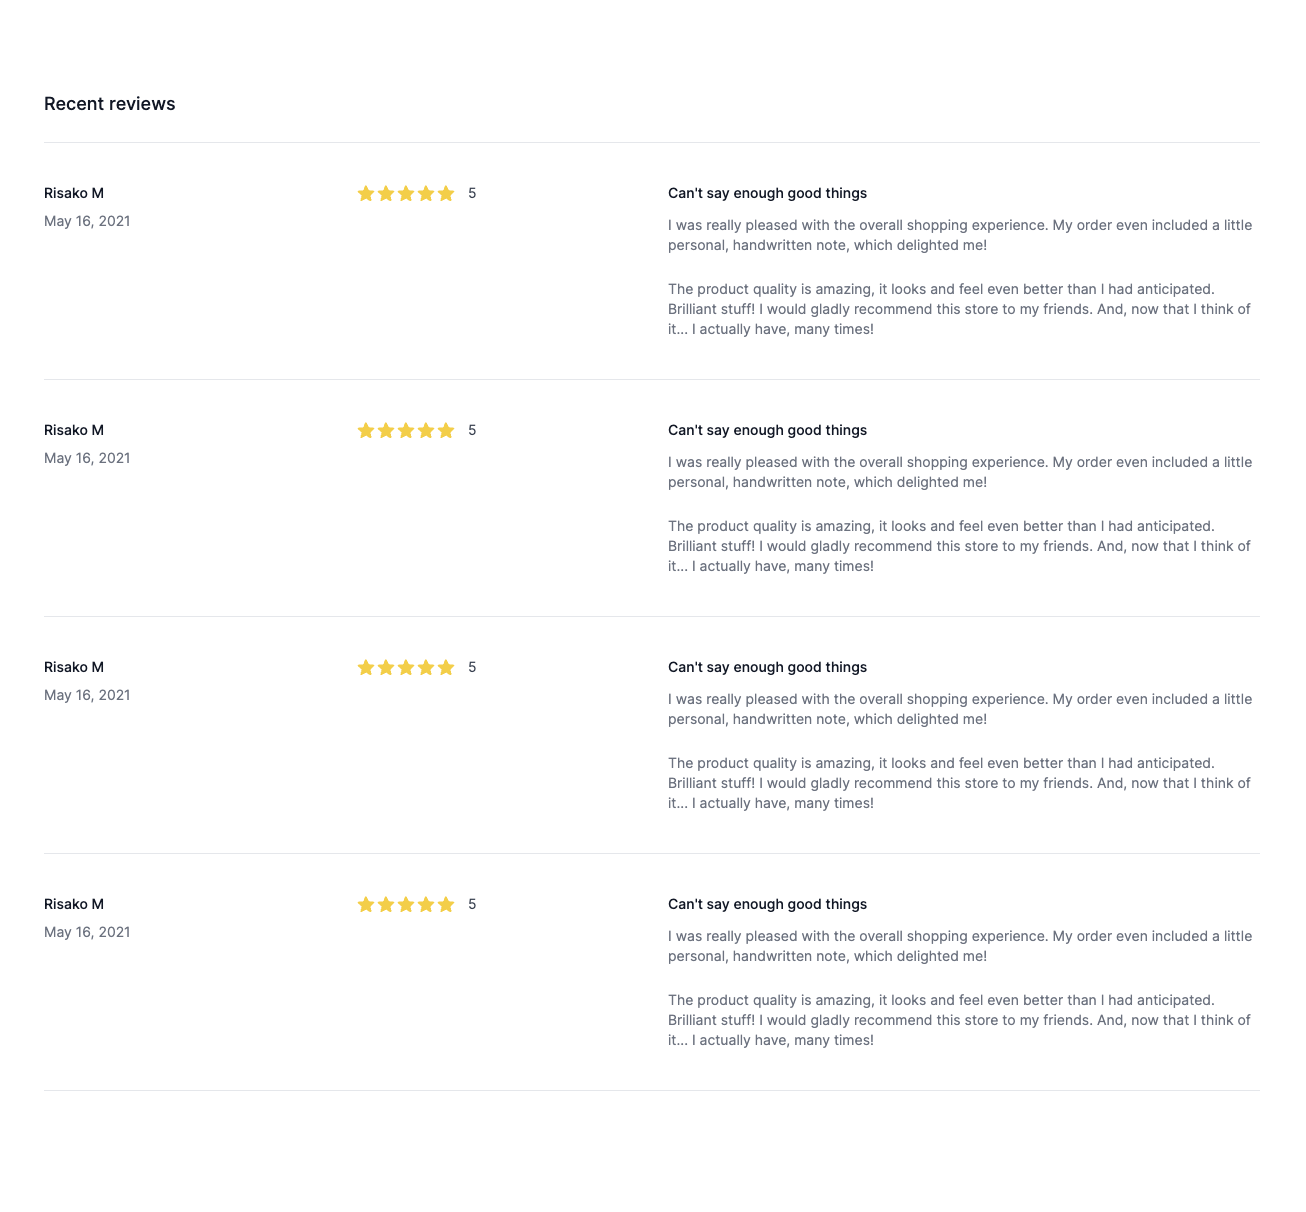 Recent reviews
Risako M
May 16, 2021
5
Can't say enough good things
I was really pleased with the overall shopping experience. My order even included a little
personal, handwritten note, which delighted me!
The product quality is amazing, it looks and feel even better than I had anticipated.
Brilliant stuff! I would gladly recommend this store to my friends. And, now that I think of
it... I actually have, many times!
Risako M
May 16, 2021
5
Can't say enough good things
I was really pleased with the overall shopping experience. My order even included a little
personal, handwritten note, which delighted me!
The product quality is amazing, it looks and feel even better than I had anticipated.
Brilliant stuff! I would gladly recommend this store to my friends. And, now that I think of
it... I actually have, many times!
Risako M
May 16, 2021
5
Can't say enough good things
I was really pleased with the overall shopping experience. My order even included a little
personal, handwritten note, which delighted me!
The product quality is amazing, it looks and feel even better than I had anticipated.
Brilliant stuff! I would gladly recommend this store to my friends. And, now that I think of
it... I actually have, many times!
Risako M
May 16, 2021
5
Can't say enough good things
I was really pleased with the overall shopping experience. My order even included a little
personal, handwritten note, which delighted me!
The product quality is amazing, it looks and feel even better than I had anticipated.
Brilliant stuff! I would gladly recommend this store to my friends. And, now that I think of
it... I actually have, many times!